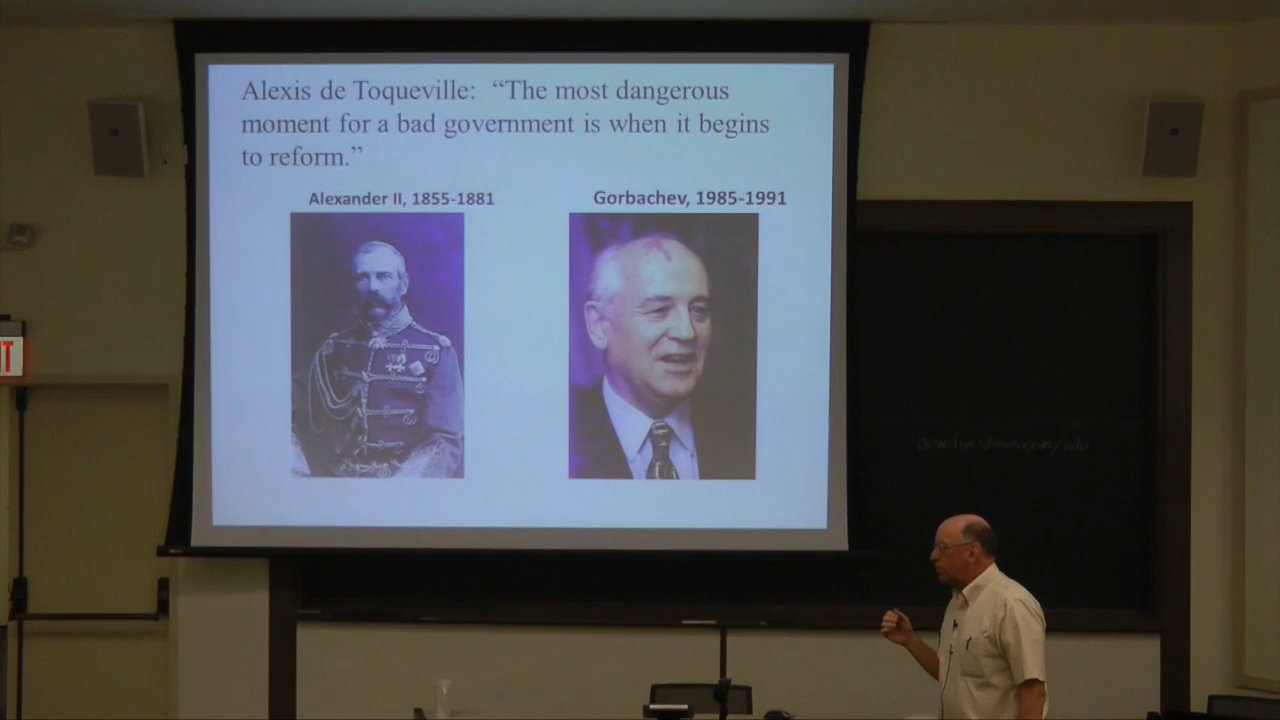 Alexis de Toqueville: “The most dangerous
moment for a bad government is when it begins
to reform.”
Alexander II, 1855-1881
Gorbachev, 1985-1991